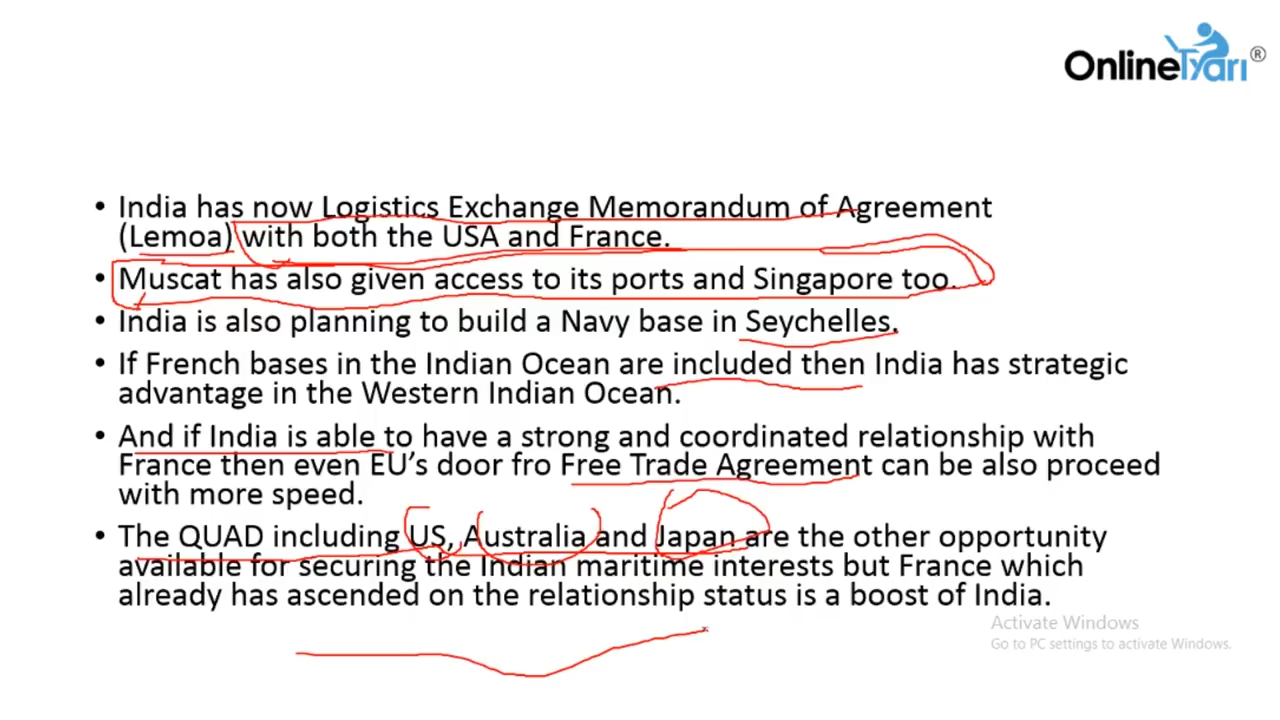 OnlineTyari ®
• India has now Logistics Exchange Memorandum of Agreement
(Lemoa) with both the USA and France.
• Muscat has also given access to its ports and Singapore too.
• India is also planning to build a Navy base in Seychelles.
• If French bases in the Indian Ocean are included then India has strategic
advantage in the Western Indian Ocean.
• And if India is able to have a strong and coordinated relationship with
France then even EU’s door fro Free Trade Agreement can be also proceed
with more speed.
• The QUAD including US, Australia and Japan are the other opportunity
available for securing the Indian maritime interests but France which
already has ascended on the relationship status is a boost of India.
Activate Windows
Go to PC settings to activate Windows.